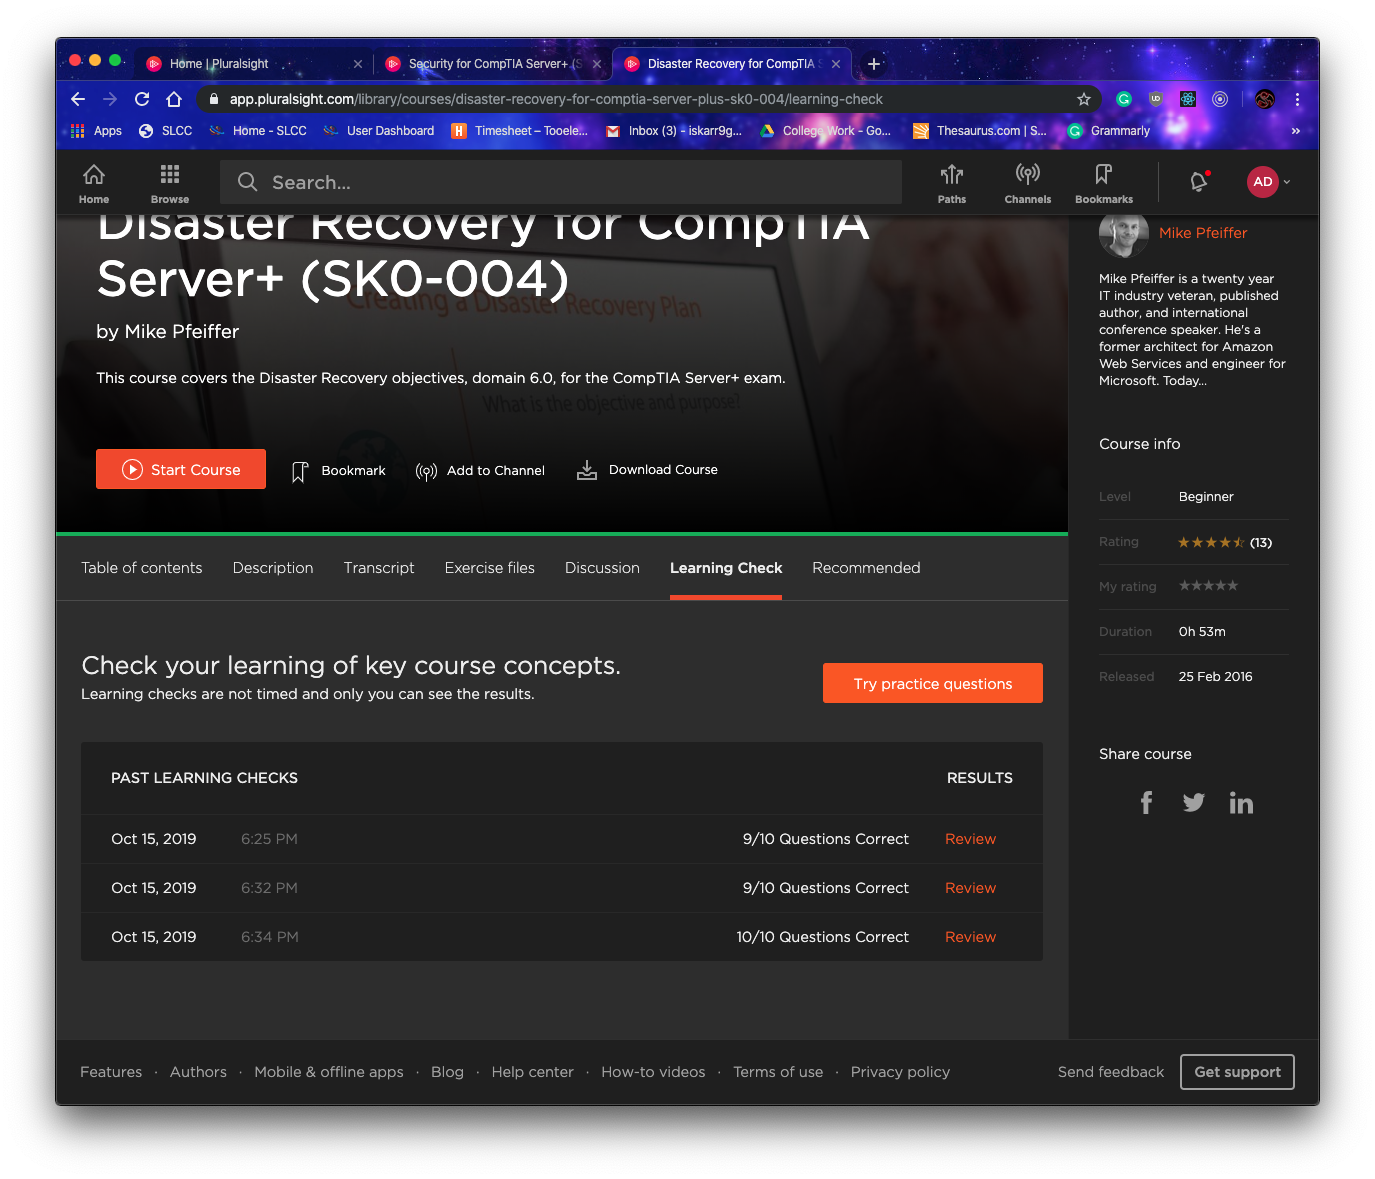 Home | Pluralsight
Security for CompTIA Server+ (S
Disaster Recovery for CompTIA S
app.pluralsight.com/library/courses/disaster-recovery-for-comptia-server-plus-sk0-004/learning-check
Apps
SLCC
Home - SLCC
User Dashboard
Timesheet – Tooele...
Inbox (3) - iskarr9g...
College Work - Go...
Thesaurus.com | S...
Grammarly
»
Home
Browse
Search...
Paths
Channels
Bookmarks
AD
Disaster Recovery for CompTIA
Server+ (SK0-004)
Creating a Disaster Recovery Plan
by Mike Pfeiffer
This course covers the Disaster Recovery objectives, domain 6.0, for the CompTIA Server+ exam.
What is the objective and purpose?
Start Course
Bookmark
Add to Channel
Download Course
Mike Pfeiffer
Mike Pfeiffer is a twenty year
IT industry veteran, published
author, and international
conference speaker. He's a
former architect for Amazon
Web Services and engineer for
Microsoft. Today...
Course info
Level Beginner
Rating (13)
My rating
Duration 0h 53m
Released 25 Feb 2016
Share course
Table of contents
Description
Transcript
Exercise files
Discussion
Learning Check
Recommended
Check your learning of key course concepts.
Learning checks are not timed and only you can see the results.
Try practice questions
PAST LEARNING CHECKS RESULTS
Oct 15, 2019 6:25 PM 9/10 Questions Correct Review
Oct 15, 2019 6:32 PM 9/10 Questions Correct Review
Oct 15, 2019 6:34 PM 10/10 Questions Correct Review
Features · Authors · Mobile & offline apps · Blog · Help center · How-to videos · Terms of use · Privacy policy
Send feedback
Get support